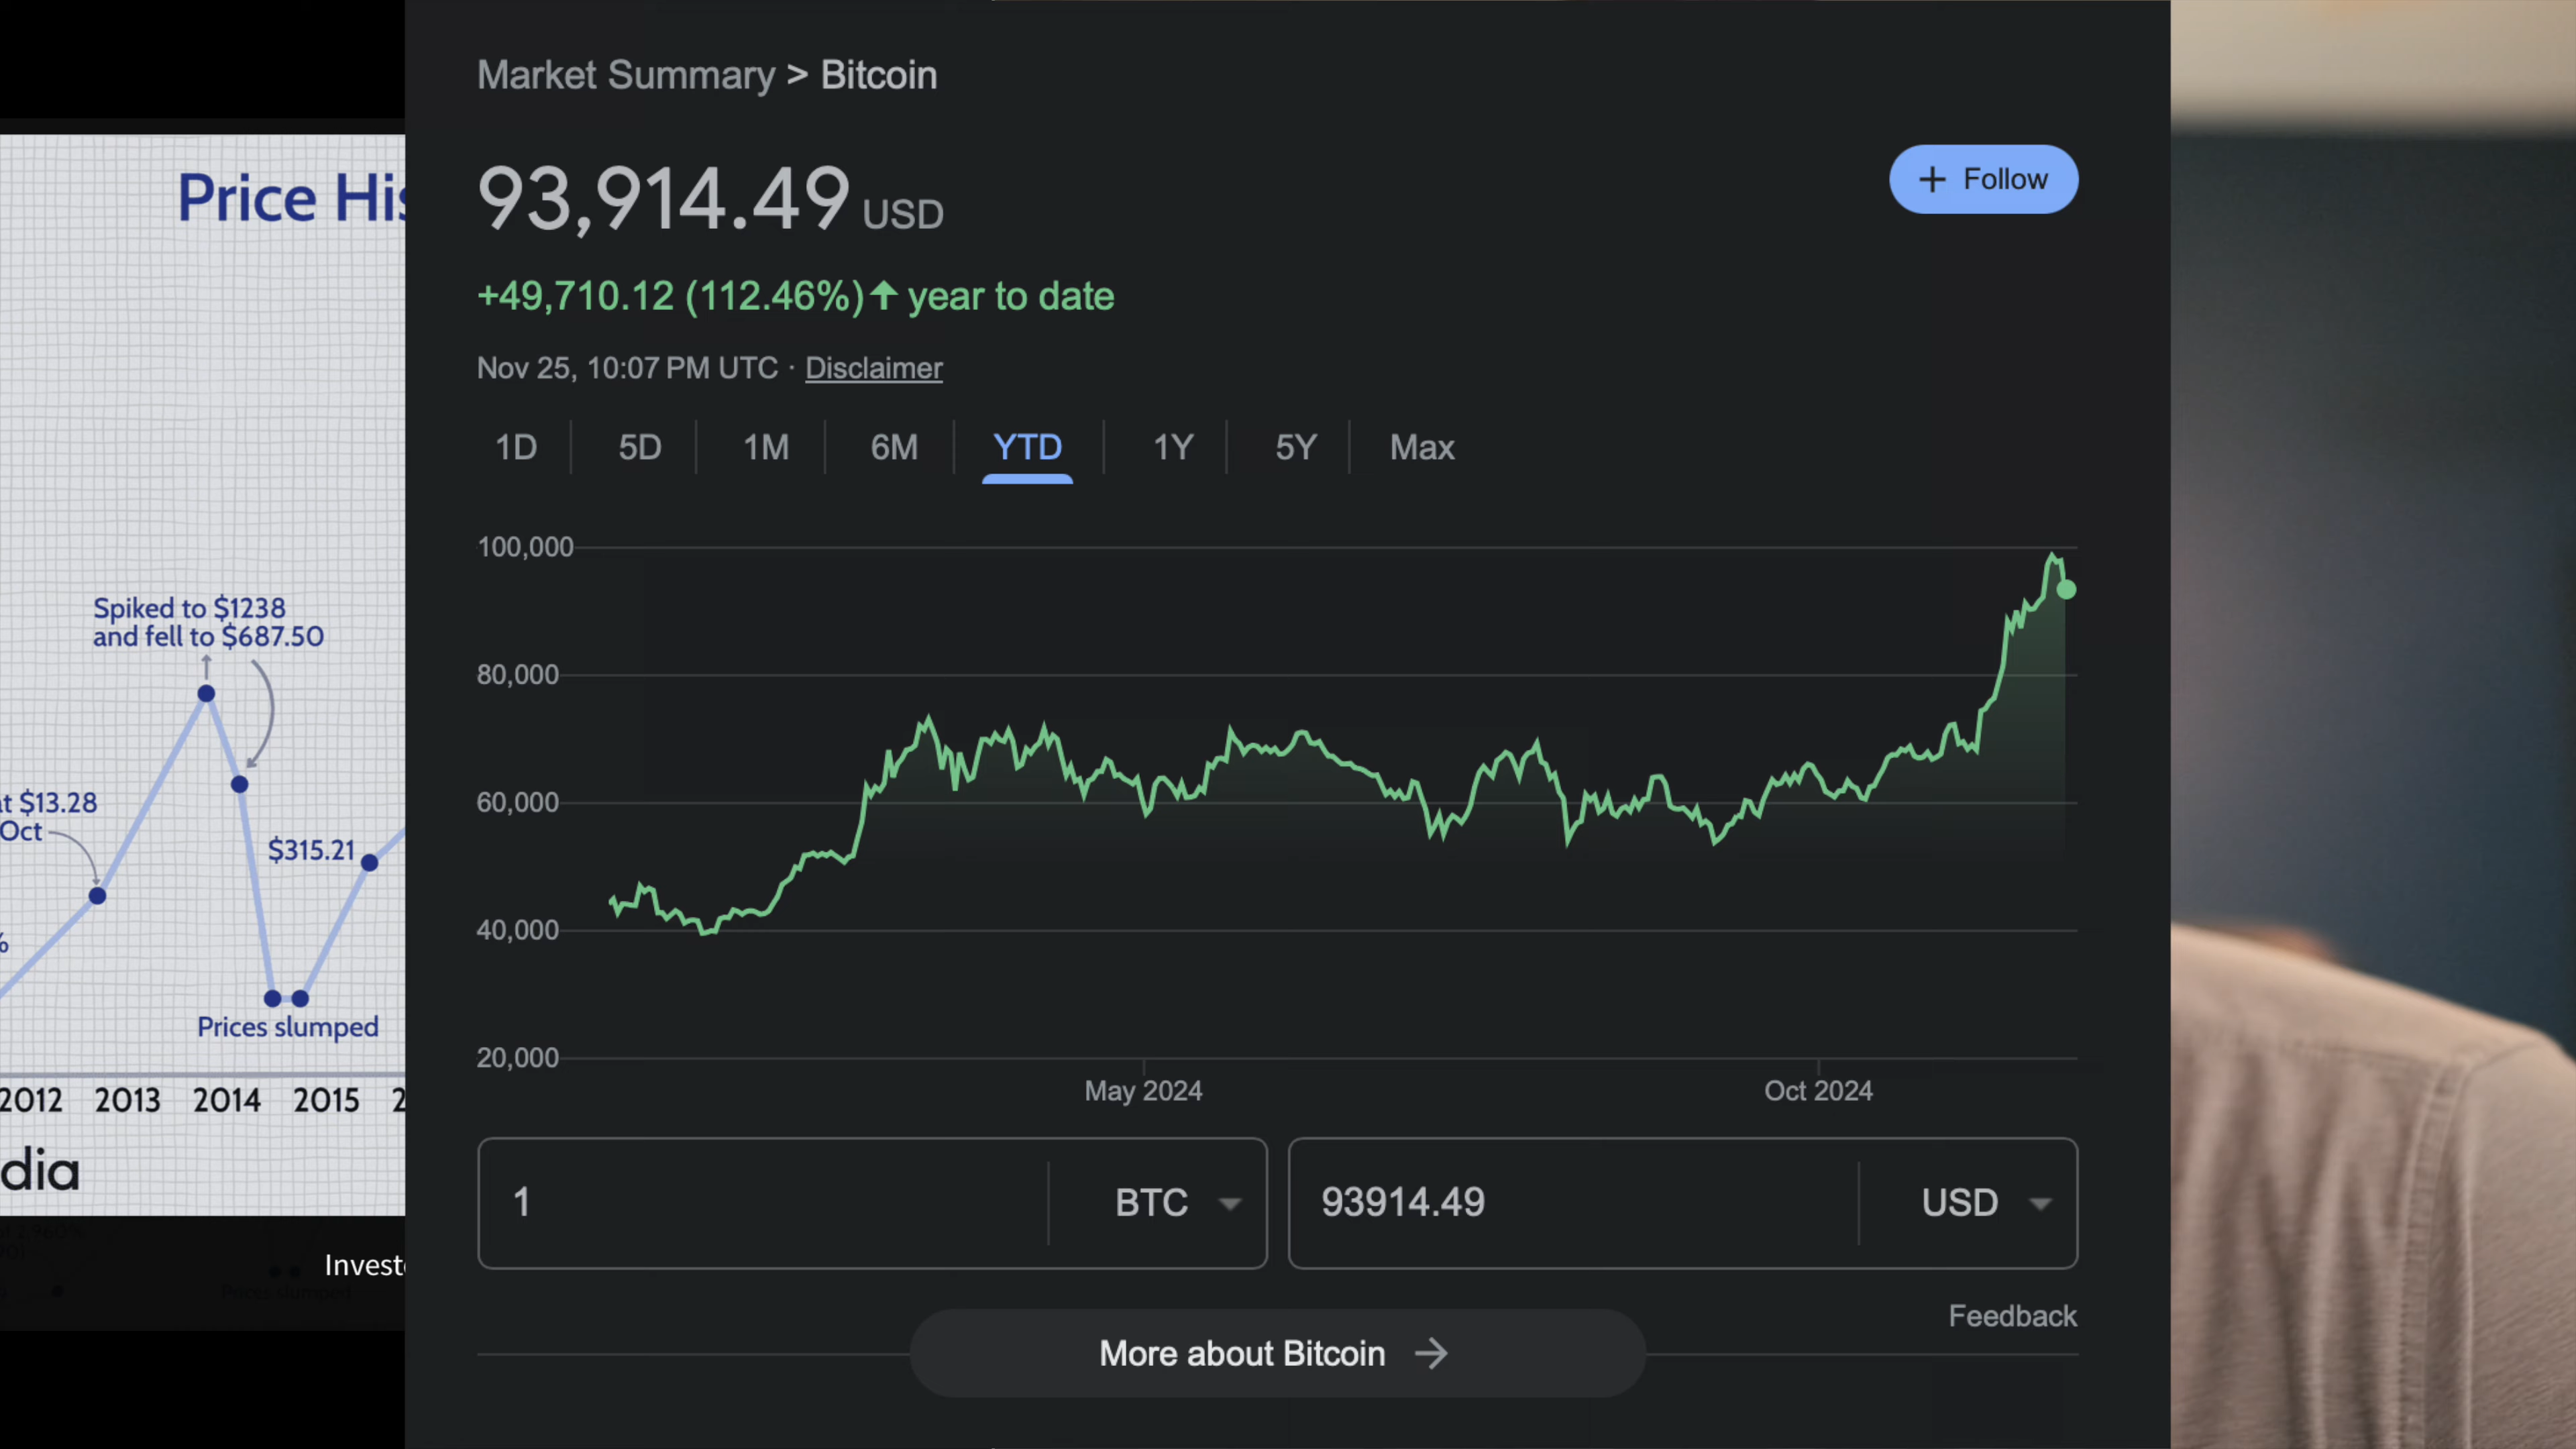 Price His
Spiked to $1238
and fell to $687.50
at $13.28
Oct
$315.21
%
Prices slumped
2012 2013 2014 2015 2
dia
Invest
Market Summary > Bitcoin
93,914.49 USD
+ Follow
+49,710.12 (112.46%) ↑ year to date
Nov 25, 10:07 PM UTC · Disclaimer
1D 5D 1M 6M YTD 1Y 5Y Max
100,000
80,000
60,000
40,000
20,000
May 2024 Oct 2024
1 BTC 93914.49 USD
Feedback
More about Bitcoin →